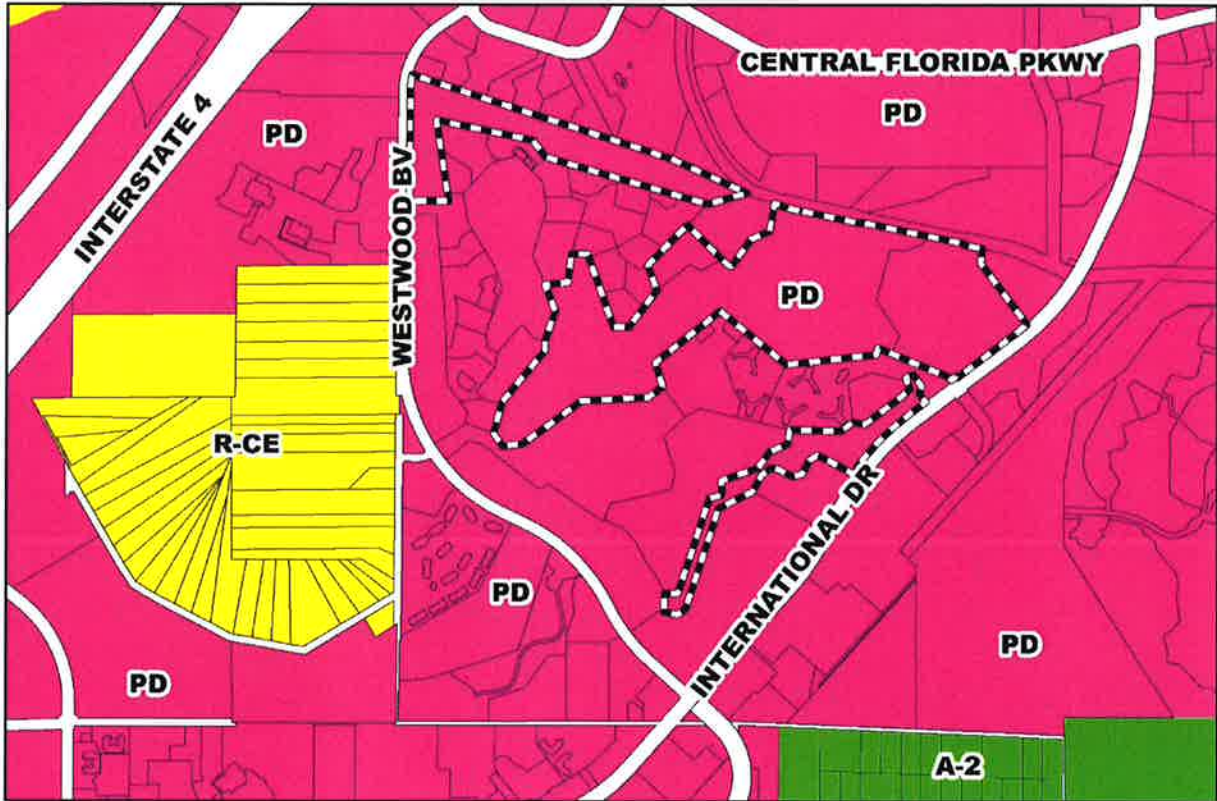 CENTRAL FLORIDA PKWY
PD
PD
INTERSTATE 4
WESTWOOD BV
PD
R-CE
INTERNATIONAL DR
PD
PD
PD
A-2